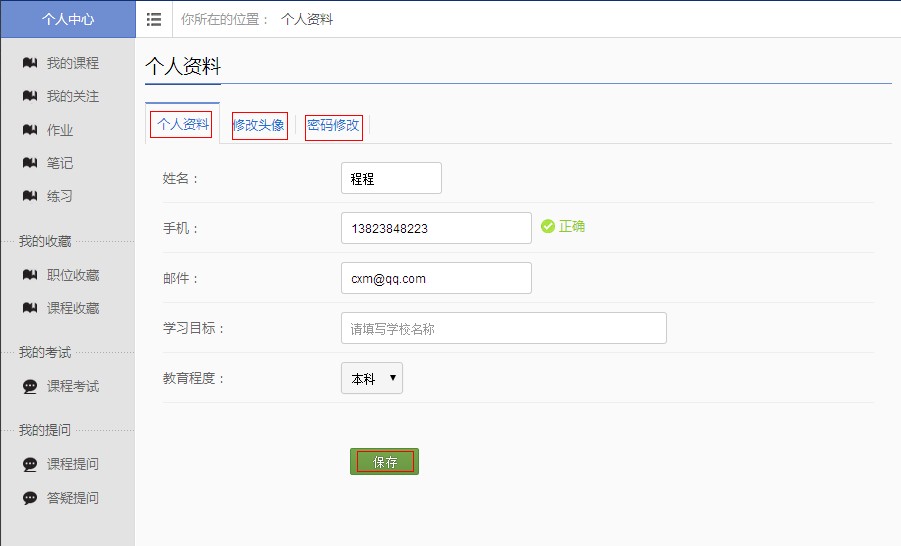 个人中心
你所在的位置： 个人资料
我的课程
我的关注
作业
笔记
练习
我的收藏
职位收藏
课程收藏
我的考试
课程考试
我的提问
课程提问
答疑提问
个人资料
个人资料 修改头像 密码修改
姓名： 程程
手机： 13823848223 正确
邮件： cxm@qq.com
学习目标： 请填写学校名称
教育程度： 本科
保存